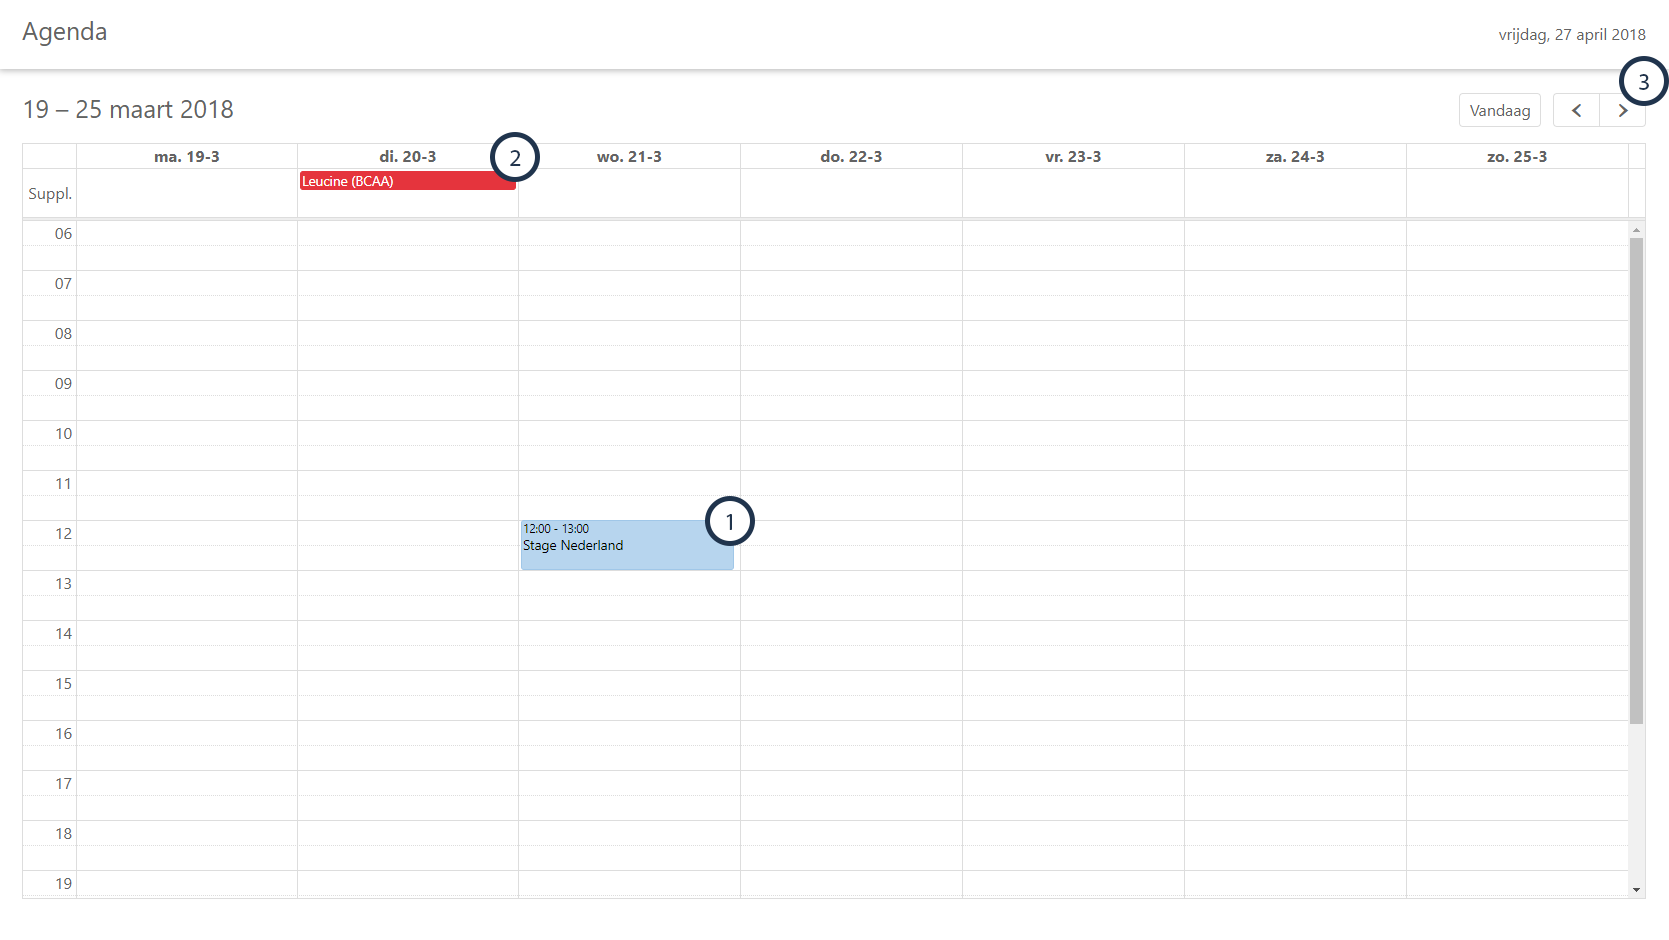 Agenda
vrijdag, 27 april 2018
3
19 – 25 maart 2018
Vandaag
ma. 19-3
di. 20-3
2
wo. 21-3
do. 22-3
vr. 23-3
za. 24-3
zo. 25-3
Suppl.
Leucine (BCAA)
06
07
08
09
10
11
12
12:00 - 13:00
1
Stage Nederland
13
14
15
16
17
18
19